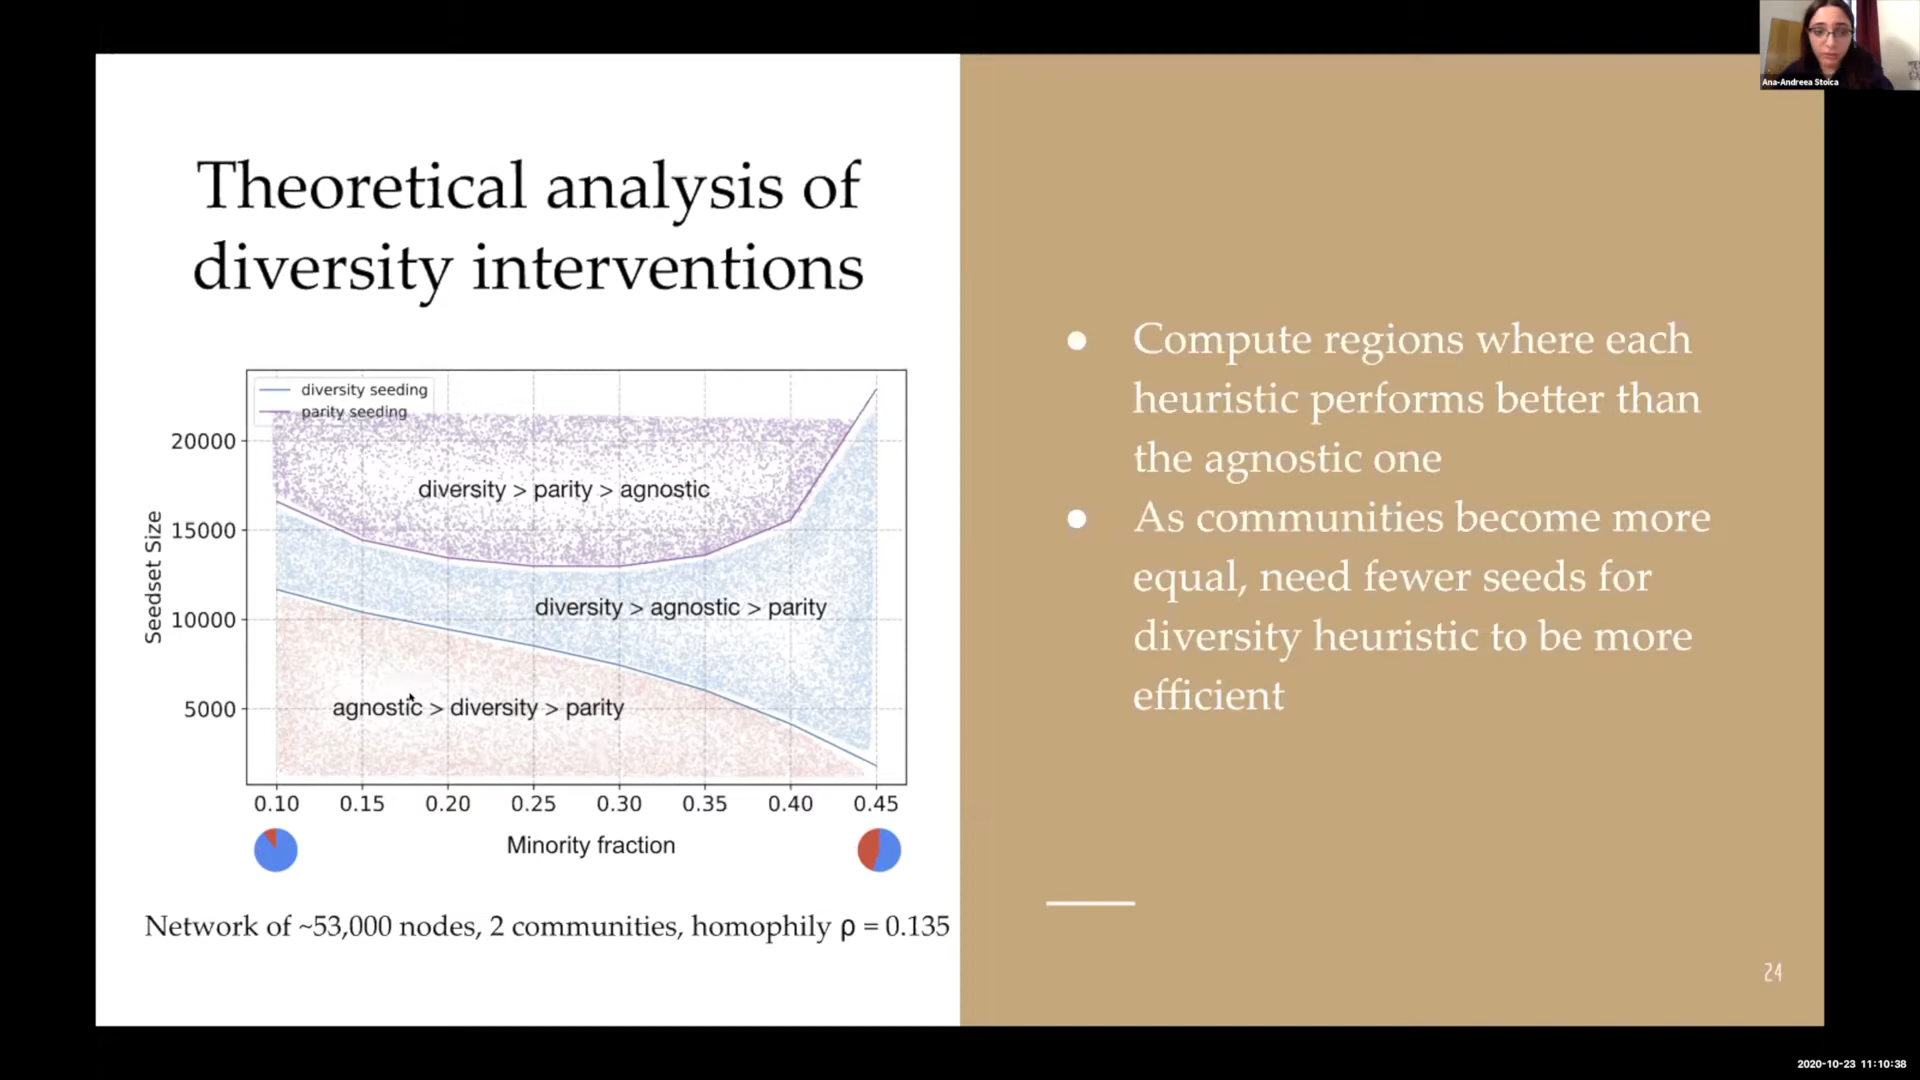 Ana-Andreea Stoica
Theoretical analysis of
diversity interventions
diversity seeding
parity seeding
20000
15000
10000
5000
Seedset Size
diversity > parity > agnostic
diversity > agnostic > parity
agnostic > diversity > parity
0.10 0.15 0.20 0.25 0.30 0.35 0.40 0.45
Minority fraction
Network of ~53,000 nodes, 2 communities, homophily ρ = 0.135
● Compute regions where each
heuristic performs better than
the agnostic one
● As communities become more
equal, need fewer seeds for
diversity heuristic to be more
efficient
24
2020-10-23 11:10:38